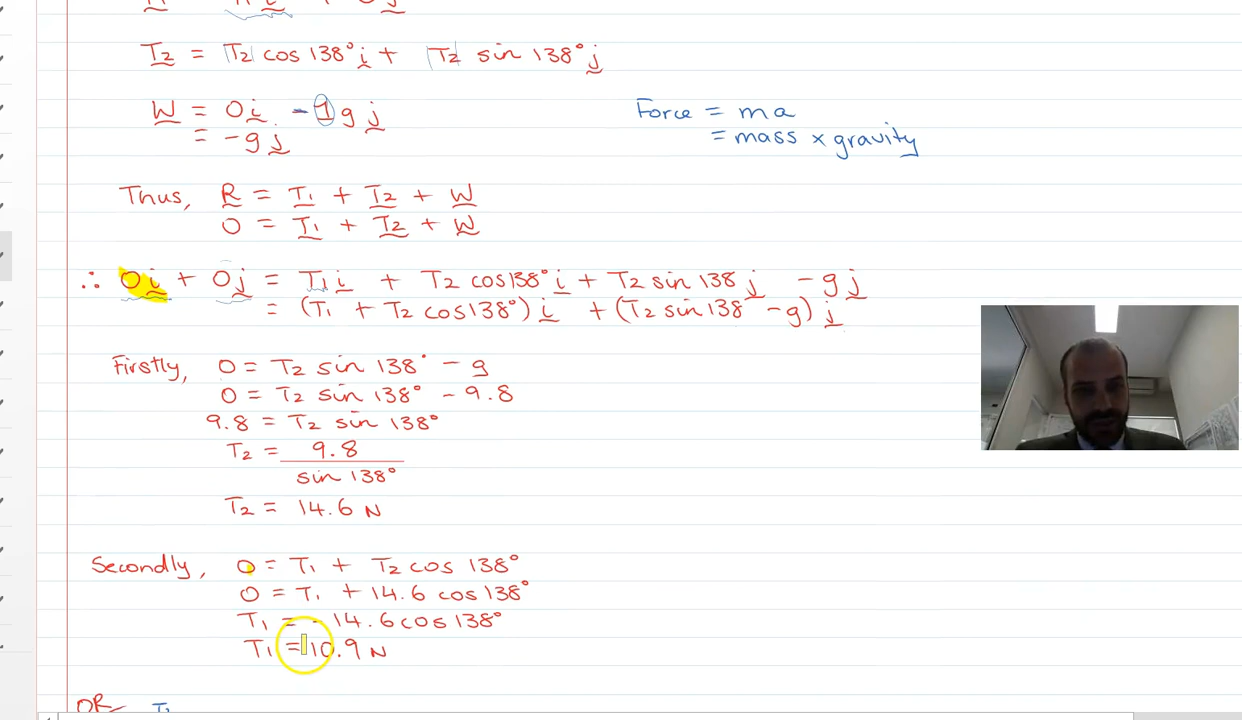 T₂ = |T₂| cos 138° i + |T₂| sin 138° j
W = 0i - 1g j
= -g j
Force = ma
= mass × gravity
Thus, R = T₁ + T₂ + W
0 = T₁ + T₂ + W
∴ 0i + 0j = T₁i + T₂ cos138° i + T₂ sin 138 j - g j
= (T₁ + T₂ cos138°) i + (T₂ sin 138 - g) j
Firstly, 0 = T₂ sin 138° - g
0 = T₂ sin 138° - 9.8
9.8 = T₂ sin 138°
T₂ = 9.8
sin 138°
T₂ = 14.6 N
Secondly, 0 = T₁ + T₂ cos 138°
0 = T₁ + 14.6 cos 138°
T₁ = -14.6 cos 138°
T₁ = 10.9 N
OR T₁